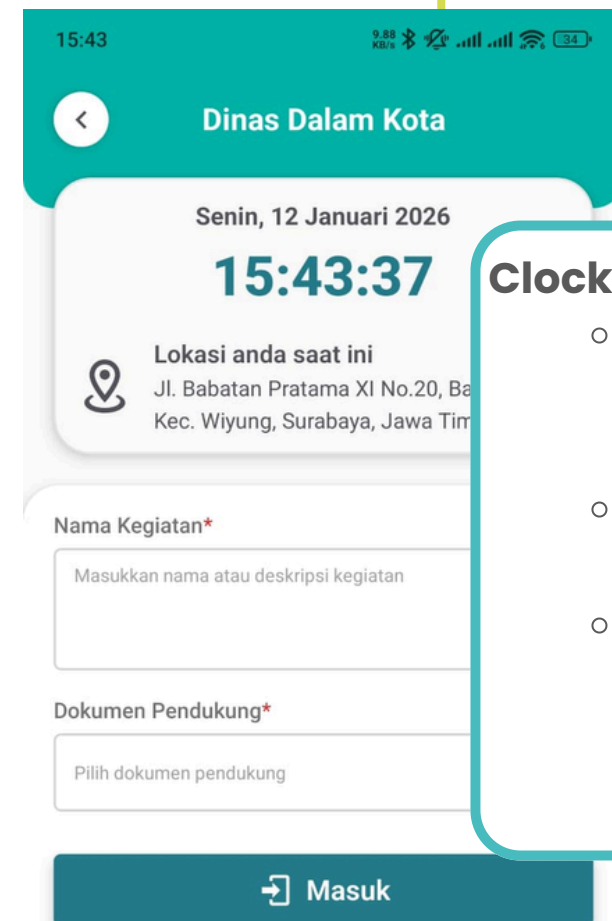 15:43
9.88
KB/s
6
34
Dinas Dalam Kota
Senin, 12 Januari 2026
15:43:37
Lokasi anda saat ini
Jl. Babatan Pratama XI No.20, Ba
Kec. Wiyung, Surabaya, Jawa Tim
Clock
Nama Kegiatan*
Masukkan nama atau deskripsi kegiatan
Dokumen Pendukung*
Pilih dokumen pendukung
Masuk